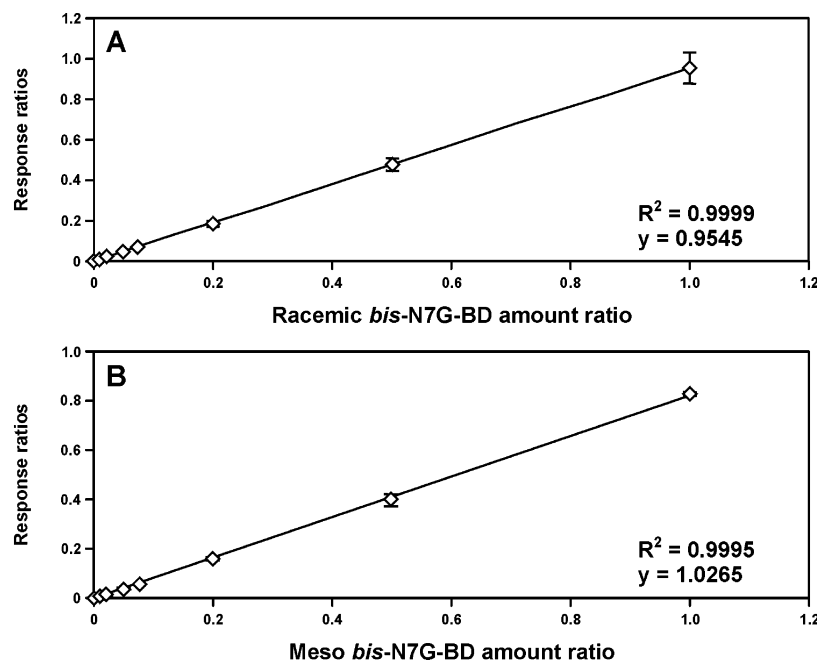 A
Response ratios
1.2
1.0
0.8
0.6
0.4
0.2
0
R² = 0.9999
y = 0.9545
0 0.2 0.4 0.6 0.8 1.0 1.2
Racemic bis-N7G-BD amount ratio
B
Response ratios
1.0
0.8
0.6
0.4
0.2
0
R² = 0.9995
y = 1.0265
0 0.2 0.4 0.6 0.8 1.0 1.2
Meso bis-N7G-BD amount ratio